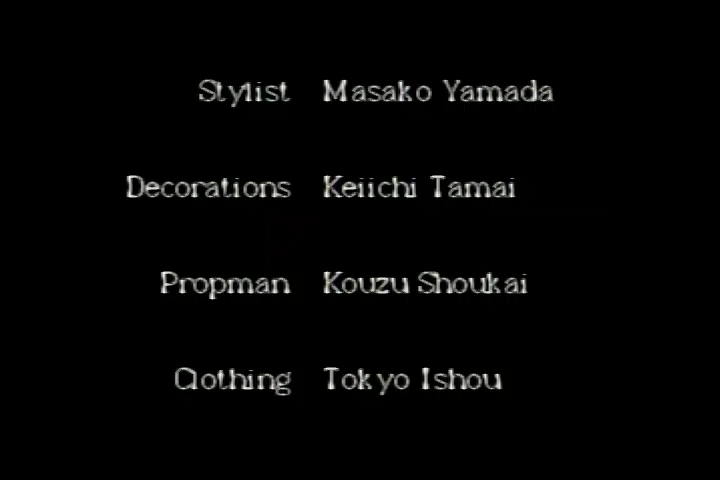 Stylist Masako Yamada
Decorations Keiichi Tamai
Propman Kouzu Shoukai
Clothing Tokyo Ishou